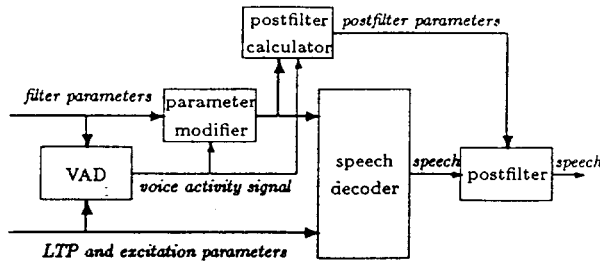 postfilter
calculator
postfilter parameters
filter parameters
parameter
modifier
VAD
voice activity signal
speech
decoder
speech
postfilter
speech
LTP and excitation parameters